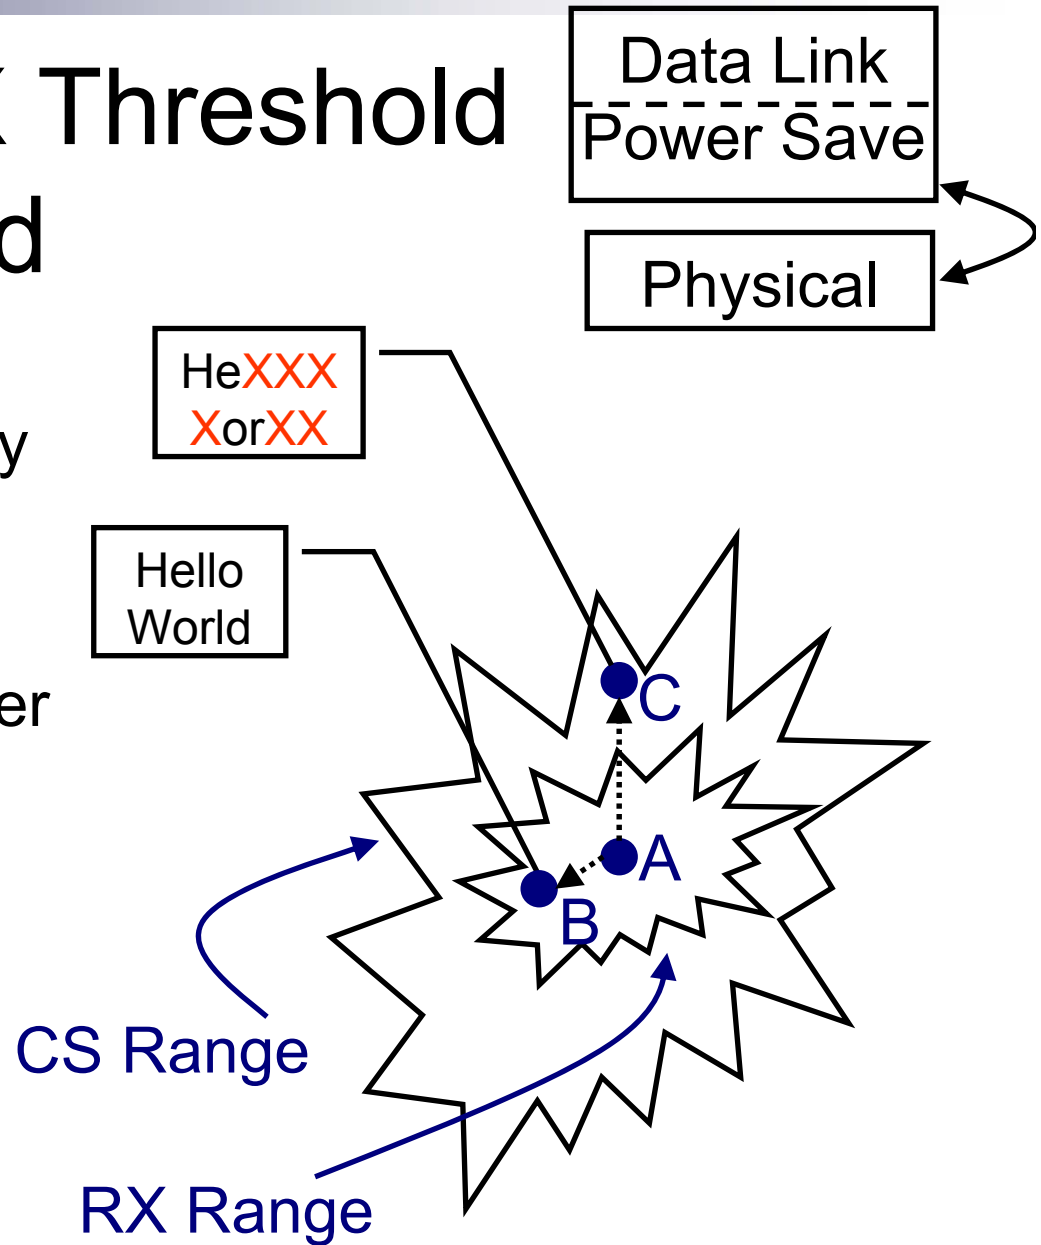 Threshold
d
Data Link
Power Save
Physical
HeXXX
XorXX
y
Hello
World
er
C
A
B
CS Range
RX Range